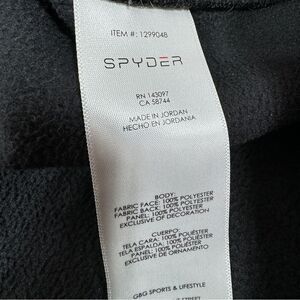 ITEM #: 1299048
SPYDER
RN 143097
CA 58744
MADE IN JORDAN
HECHO EN JORDANIA
BODY:
FABRIC FACE: 100% POLYESTER
FABRIC BACK: 100% POLYESTER
PANEL: 100% POLYESTER
EXCLUSIVE OF DECORATION
CUERPO:
TELA CARA: 100% POLIÉSTER
TELA ESPALDA: 100% POLIÉSTER
PANEL: 100% POLIÉSTER
EXCLUSIVE DE ORNAMENTO
GBG SPORTS & LIFESTYLE
STREET